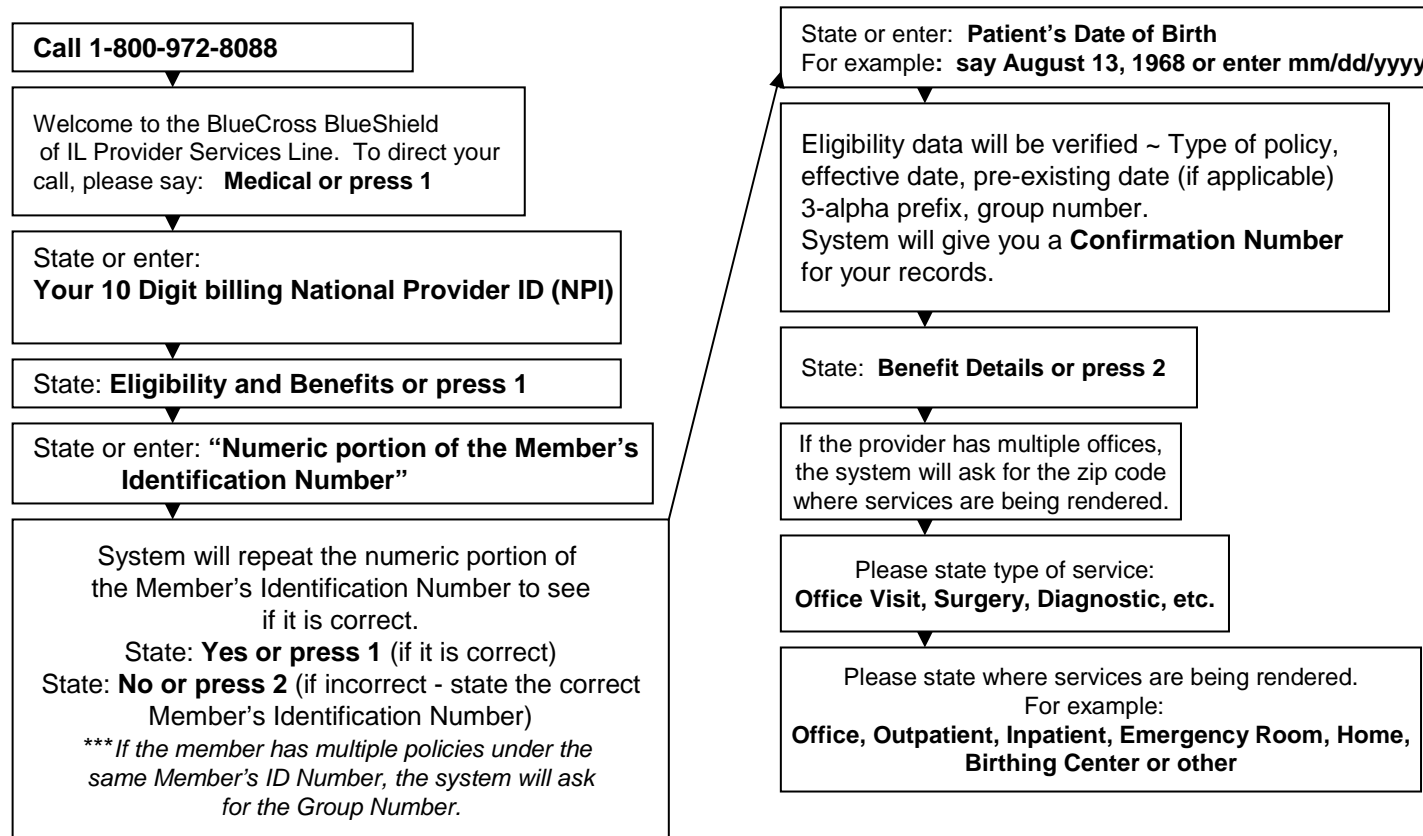 Call 1-800-972-8088
Welcome to the BlueCross BlueShield
of IL Provider Services Line. To direct your
call, please say: Medical or press 1
State or enter:
Your 10 Digit billing National Provider ID (NPI)
State: Eligibility and Benefits or press 1
State or enter: “Numeric portion of the Member’s
Identification Number”
System will repeat the numeric portion of
the Member’s Identification Number to see
if it is correct.
State: Yes or press 1 (if it is correct)
State: No or press 2 (if incorrect - state the correct
Member’s Identification Number)
***If the member has multiple policies under the
same Member’s ID Number, the system will ask
for the Group Number.
State or enter: Patient’s Date of Birth
For example: say August 13, 1968 or enter mm/dd/yyyy
Eligibility data will be verified ~ Type of policy,
effective date, pre-existing date (if applicable)
3-alpha prefix, group number.
System will give you a Confirmation Number
for your records.
State: Benefit Details or press 2
If the provider has multiple offices,
the system will ask for the zip code
where services are being rendered.
Please state type of service:
Office Visit, Surgery, Diagnostic, etc.
Please state where services are being rendered.
For example:
Office, Outpatient, Inpatient, Emergency Room, Home,
Birthing Center or other